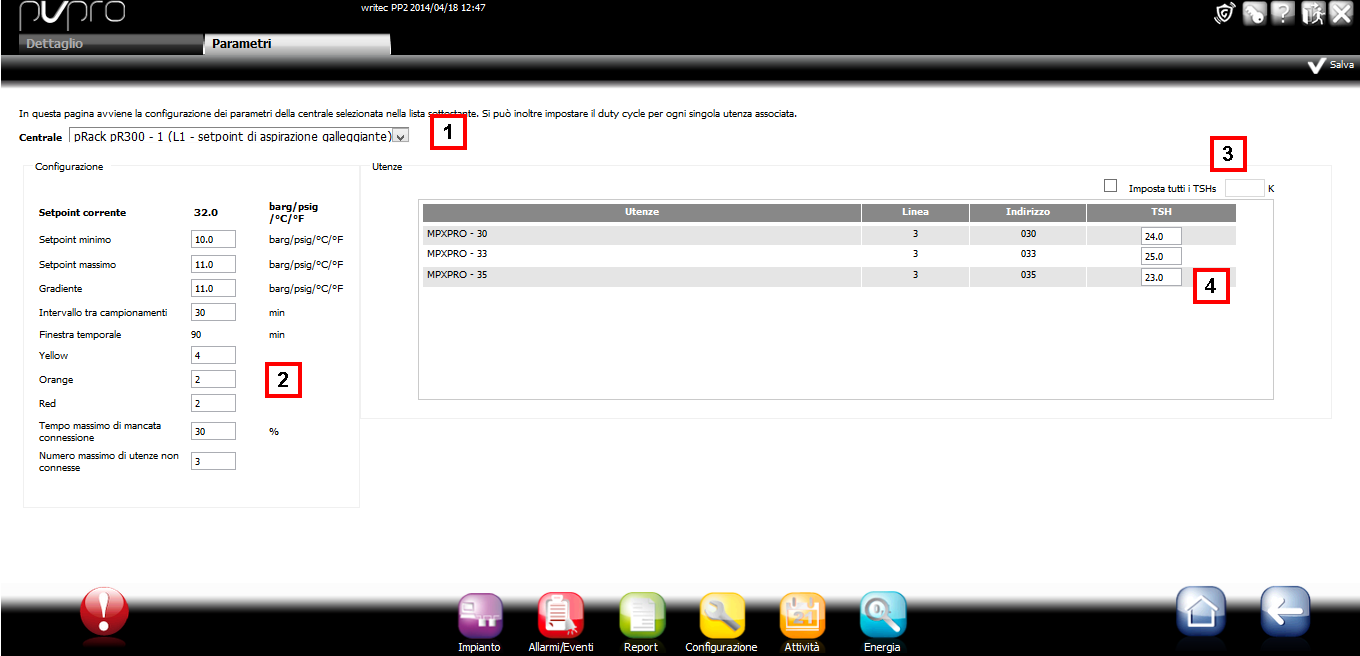 pvpro
writec PP2 2014/04/18 12:47
Dettaglio
Parametri
Salva
In questa pagina avviene la configurazione dei parametri della centrale selezionata nella lista sottostante. Si può inoltre impostare il duty cycle per ogni singola utenza associata.
Centrale pRack pR300 - 1 (L1 - setpoint di aspirazione galleggiante)
1
3
Configurazione
Utenze
Imposta tutti i TSHs K
Setpoint corrente 32.0 barg/psig
/°C/°F
Setpoint minimo 10.0 barg/psig/°C/°F
Setpoint massimo 11.0 barg/psig/°C/°F
Gradiente 11.0 barg/psig/°C/°F
Intervallo tra campionamenti 30 min
Finestra temporale 90 min
Yellow 4
Orange 2
2
Red 2
Tempo massimo di mancata
connessione 30 %
Numero massimo di utenze non
connesse 3
Utenze Linea Indirizzo TSH
MPXPRO - 30 3 030 24.0
MPXPRO - 33 3 033 25.0
MPXPRO - 35 3 035 23.0
4
Impianto
Allarmi/Eventi
Report
Configurazione
Attività
Energia